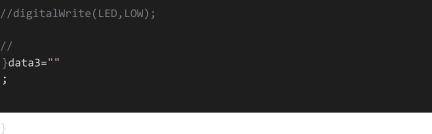 //digitalWrite(LED,LOW);
//
}data3=""
;
}